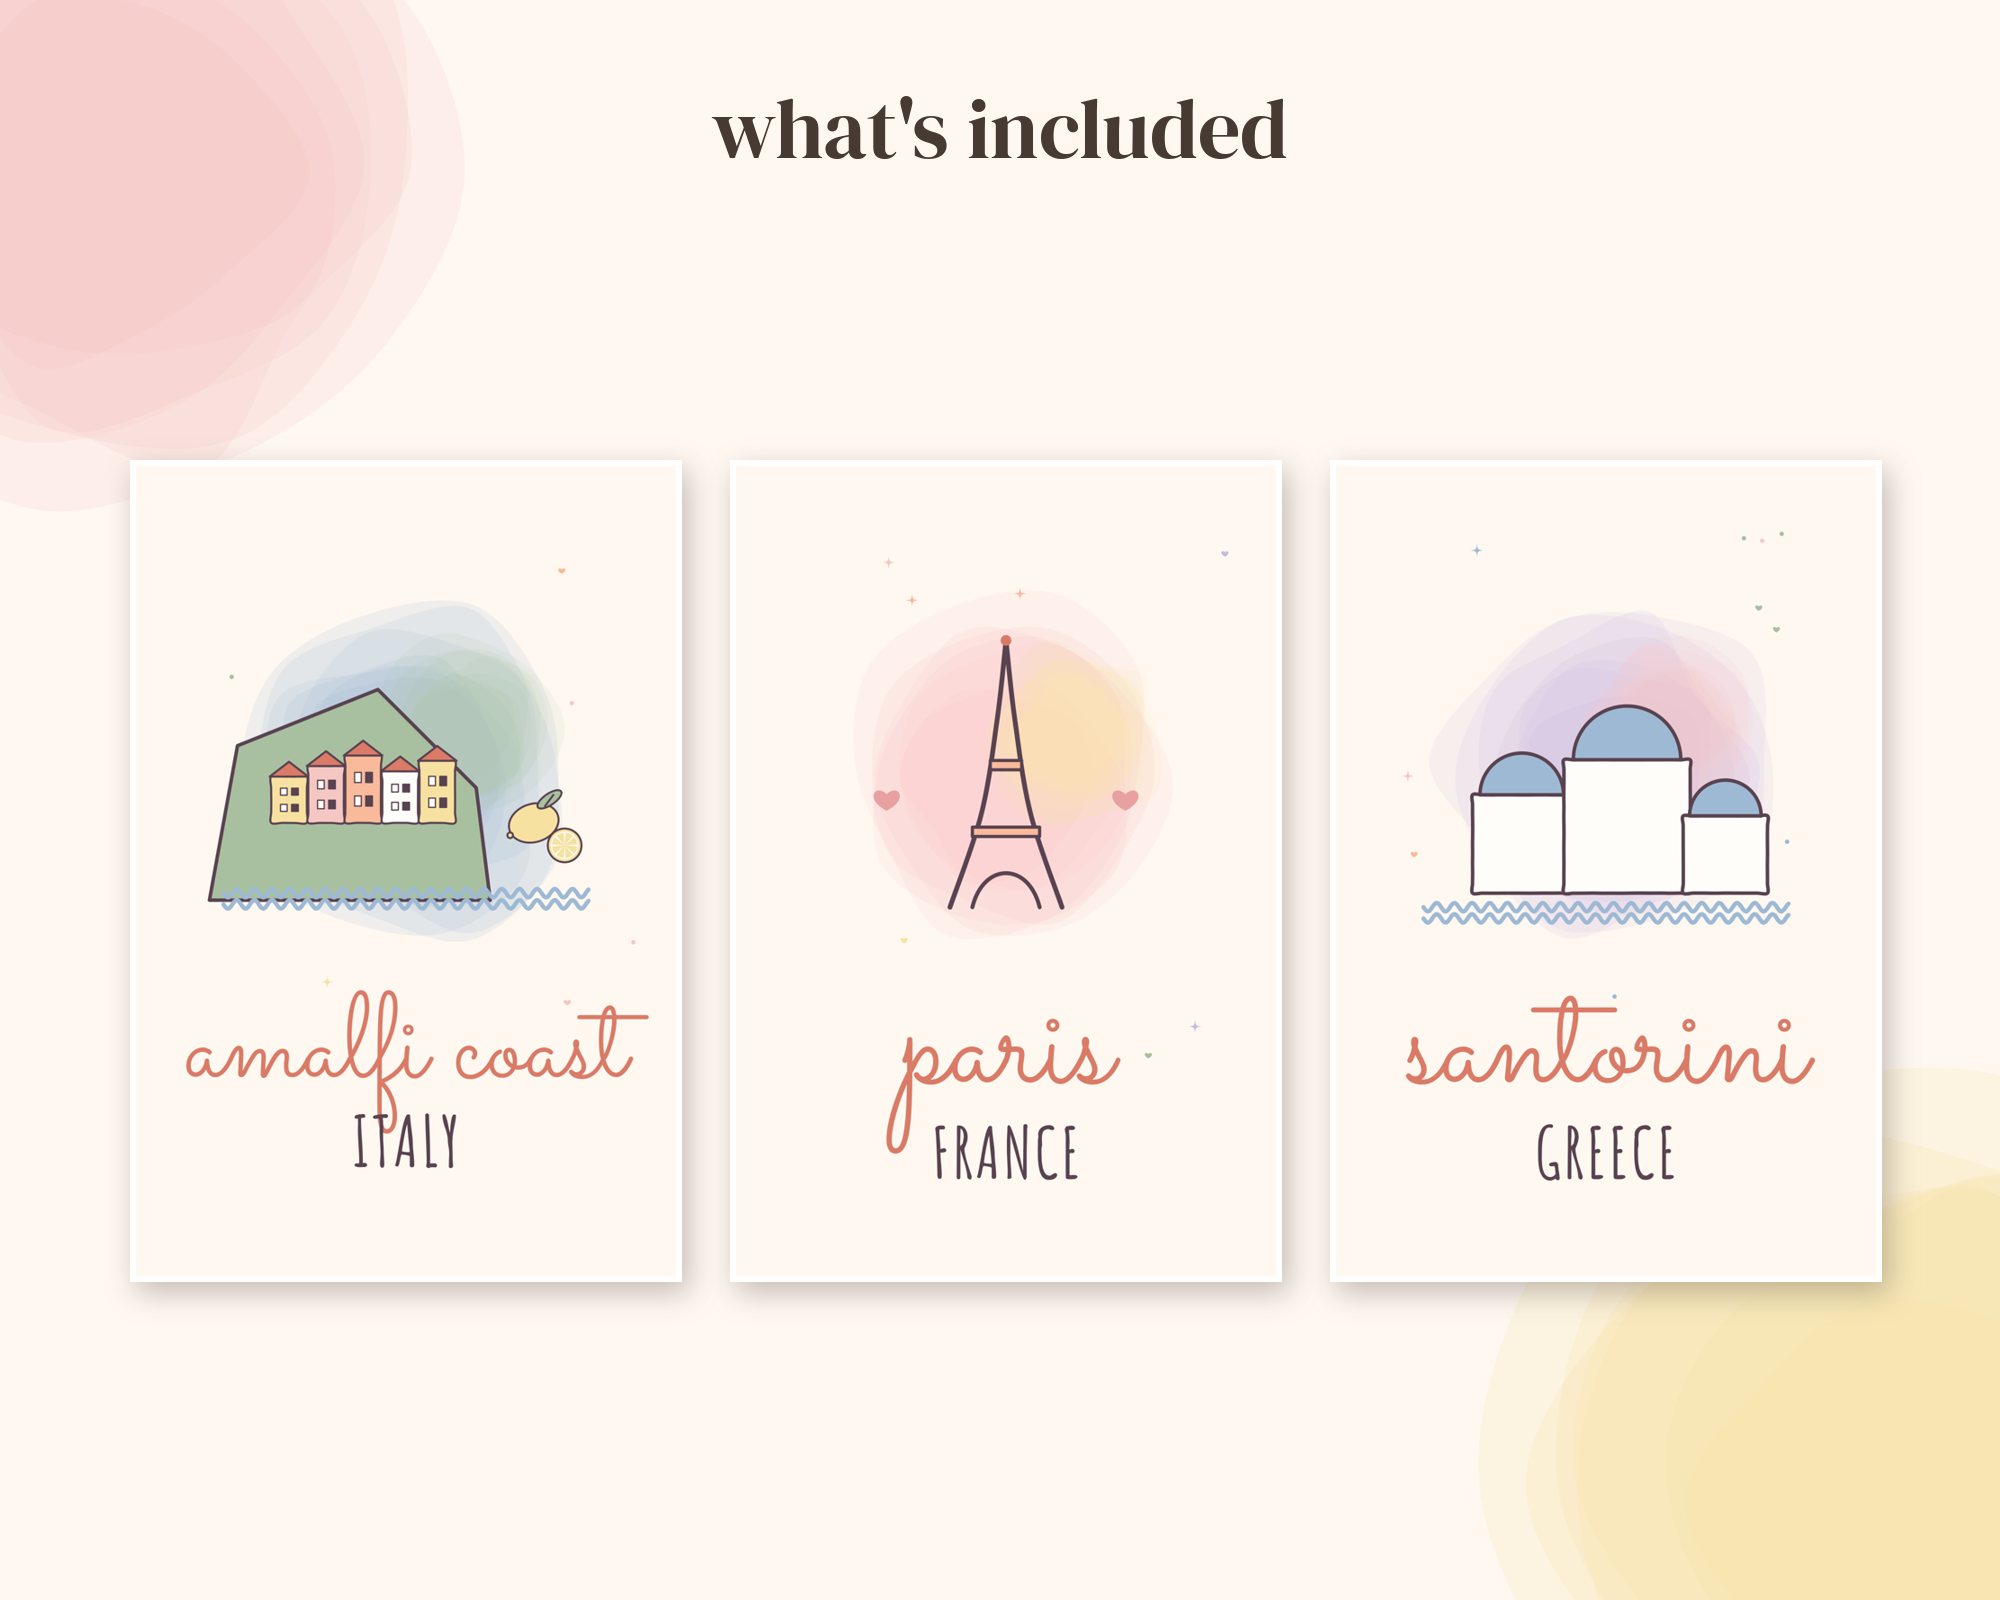 what's included
amalfi coast
ITALY
paris
FRANCE
santorini
GREECE